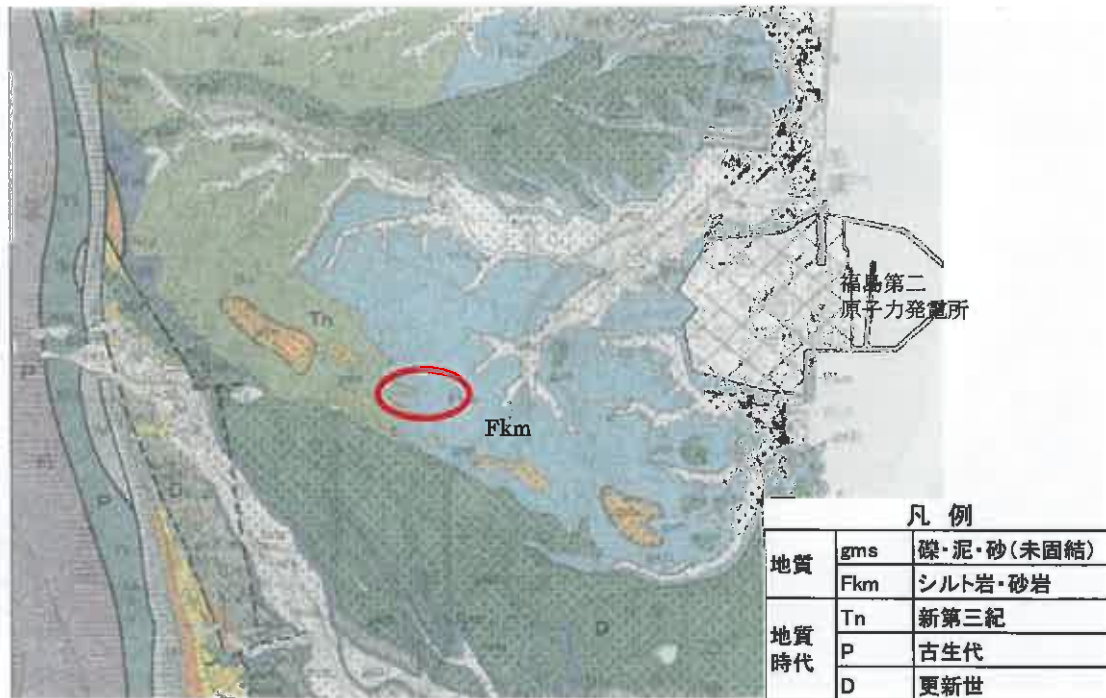 Tn
福島第二
原子力発電所
Fkm
P
P
D
D
凡 例
地質
gms
礫・泥・砂(未固結)
Fkm
シルト岩・砂岩
地質
時代
Tn
新第三紀
P
古生代
D
更新世